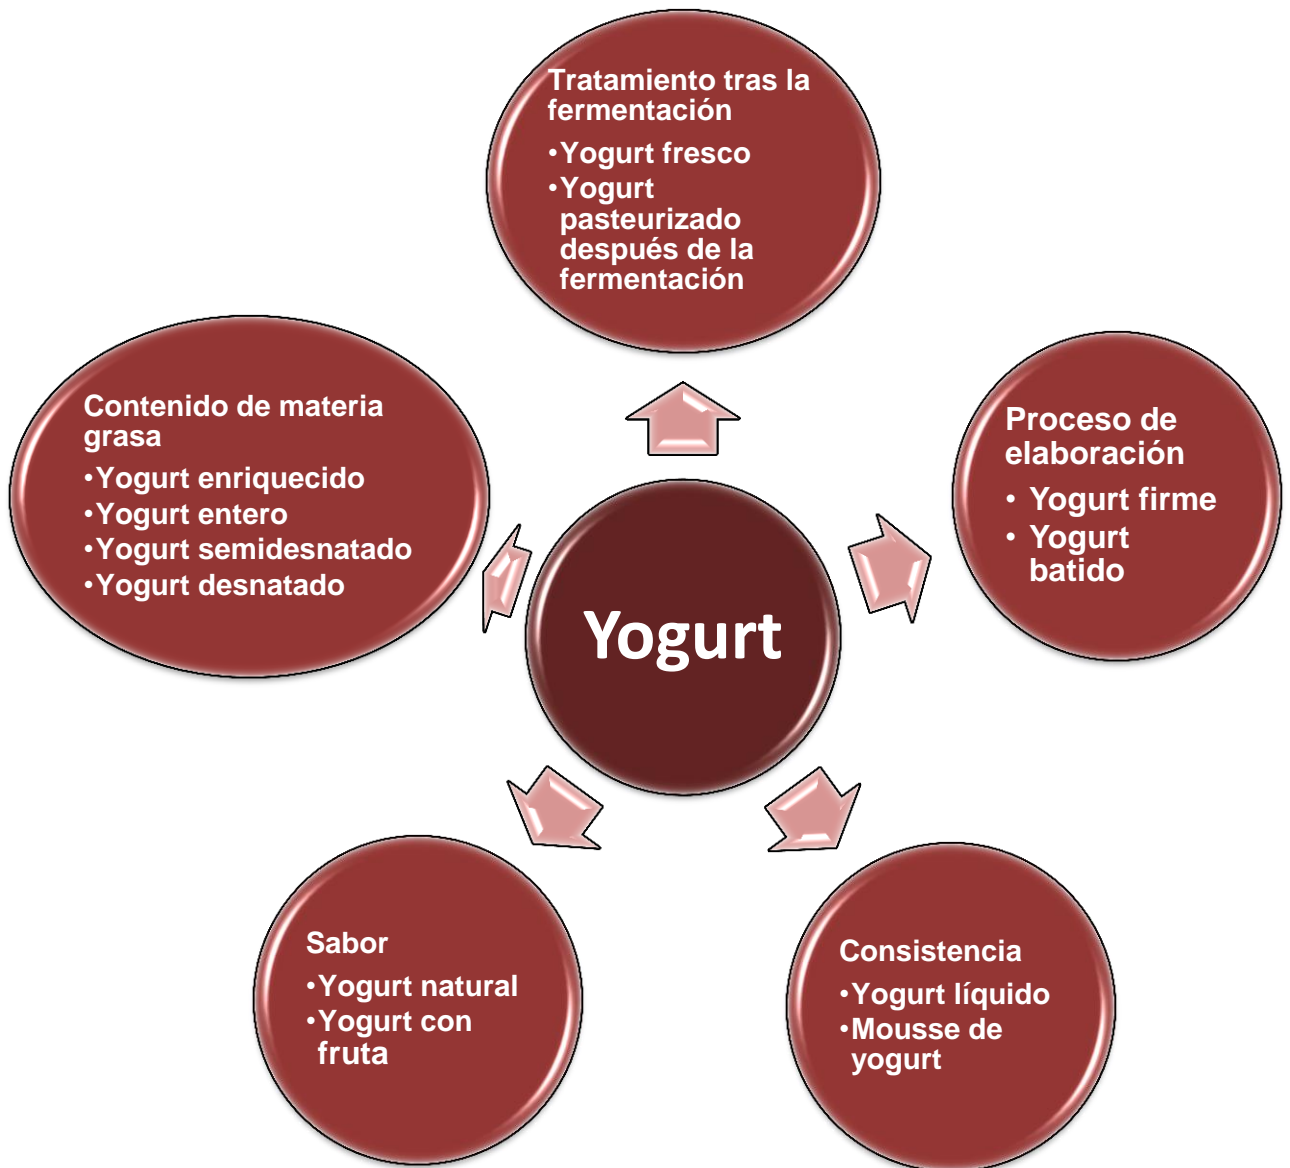 Tratamiento tras la
fermentación
•Yogurt fresco
•Yogurt
pasteurizado
después de la
fermentación
Contenido de materia
grasa
•Yogurt enriquecido
•Yogurt entero
•Yogurt semidesnatado
•Yogurt desnatado
Proceso de
elaboración
• Yogurt firme
• Yogurt
batido
Yogurt
Sabor
•Yogurt natural
•Yogurt con
fruta
Consistencia
•Yogurt líquido
•Mousse de
yogurt